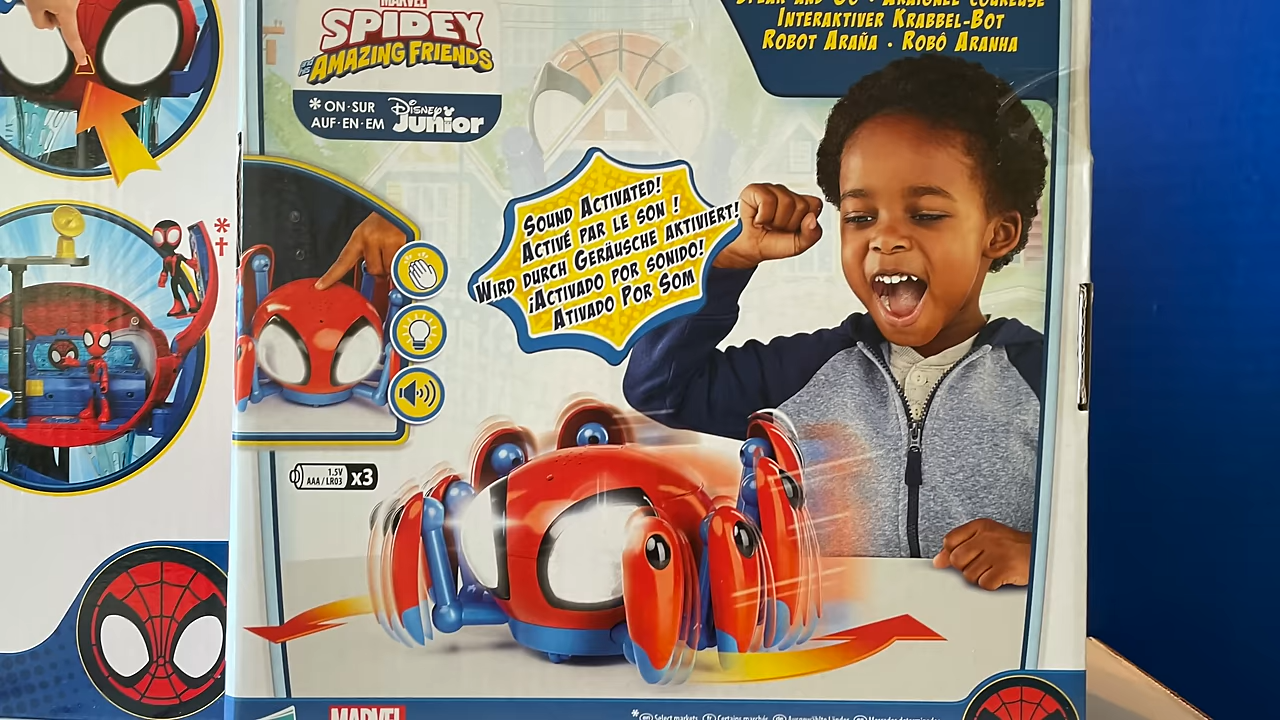 MARVEL
SPIDEY
AND HIS
AMAZING FRIENDS
* ON·SUR
AUF·EN·EM
Disney
Junior
INTERAKTIVER KRABBEL-BOT
ROBOT ARAÑA · ROBÔ ARANHA
SOUND ACTIVATED!
ACTIVÉ PAR LE SON !
WIRD DURCH GERÄUSCHE AKTIVIERT!
¡ACTIVADO POR SONIDO!
ATIVADO POR SOM
*
†
1.5V
AAA / LR03
x3
MARVEL